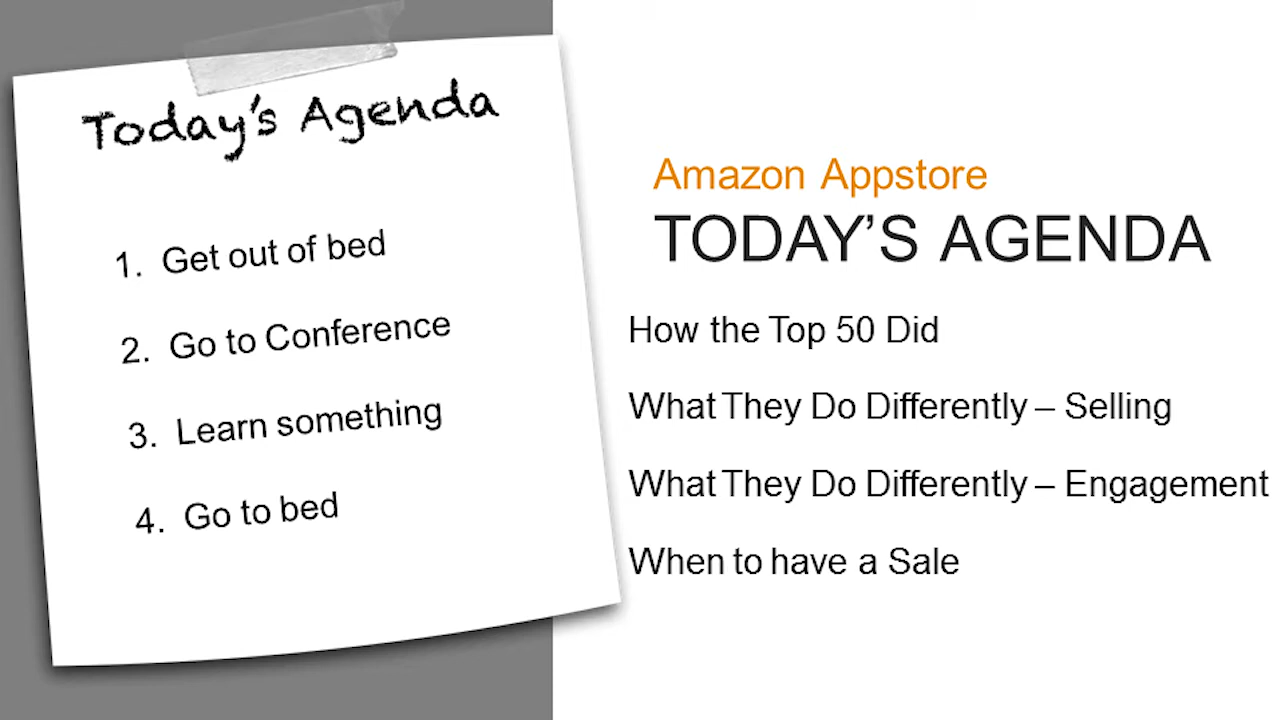 Today's Agenda
1. Get out of bed
2. Go to Conference
3. Learn something
4. Go to bed
Amazon Appstore
TODAY’S AGENDA
How the Top 50 Did
What They Do Differently – Selling
What They Do Differently – Engagement
When to have a Sale